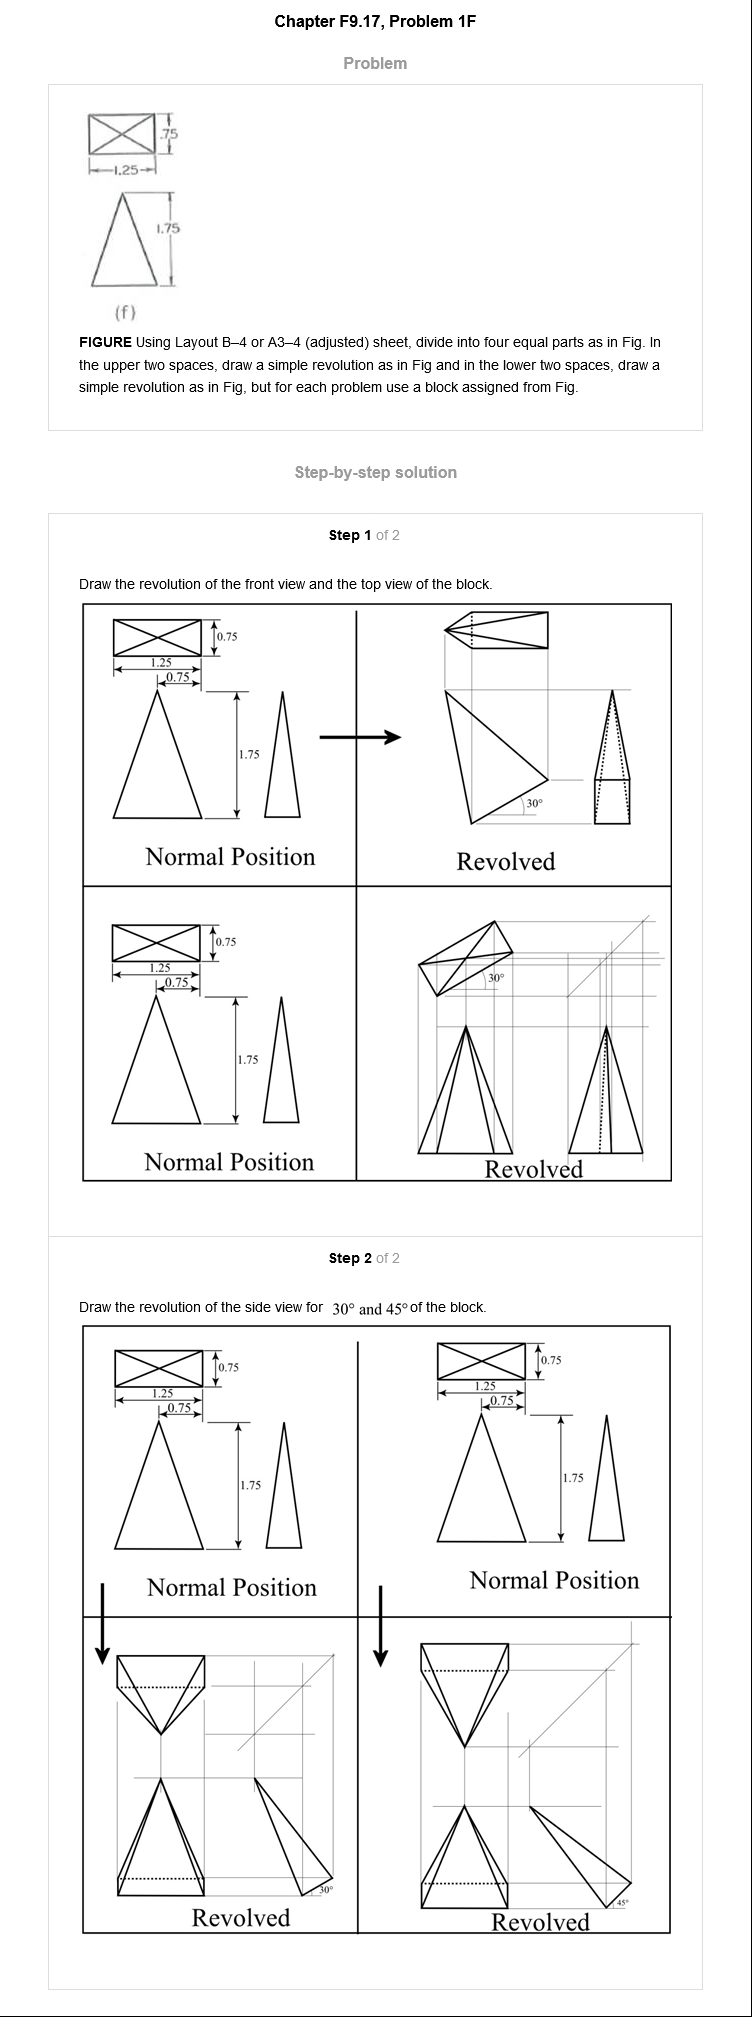 Chapter F9.17, Problem 1F
Problem
.75
1.25
1.75
(f)
FIGURE Using Layout B–4 or A3–4 (adjusted) sheet, divide into four equal parts as in Fig. In
the upper two spaces, draw a simple revolution as in Fig and in the lower two spaces, draw a
simple revolution as in Fig, but for each problem use a block assigned from Fig.
Step-by-step solution
Step 1 of 2
Draw the revolution of the front view and the top view of the block.
0.75
1.25
0.75
1.75
30°
Normal Position
Revolved
0.75
1.25
0.75
30°
1.75
Normal Position
Revolved
Step 2 of 2
Draw the revolution of the side view for 30° and 45° of the block.
0.75
1.25
0.75
1.75
Normal Position
0.75
1.25
0.75
1.75
Normal Position
30°
Revolved
45°
Revolved